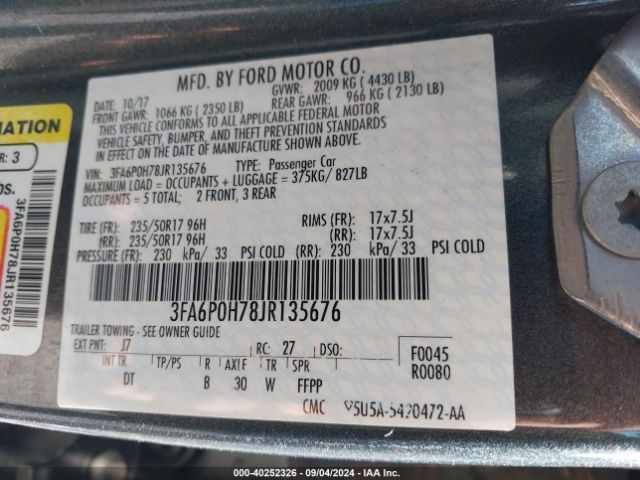 MFD. BY FORD MOTOR CO.
DATE: 10/17 GVWR: 2009 KG ( 4430 LB)
FRONT GAWR: 1066 KG ( 2350 LB) REAR GAWR: 966 KG ( 2130 LB)
THIS VEHICLE CONFORMS TO ALL APPLICABLE FEDERAL MOTOR
VEHICLE SAFETY, BUMPER, AND THEFT PREVENTION STANDARDS
IN EFFECT ON THE DATE OF MANUFACTURE SHOWN ABOVE.
VIN: 3FA6P0H78JR135676 TYPE: Passenger Car
MAXIMUM LOAD = OCCUPANTS + LUGGAGE = 375KG/ 827LB
OCCUPANTS = 5 TOTAL; 2 FRONT, 3 REAR
TIRE (FR): 235/50R17 96H RIMS (FR): 17x7.5J
(RR): 235/50R17 96H (RR): 17x7.5J
PRESSURE (FR): 230 kPa/ 33 PSI COLD (RR): 230 kPa/ 33 PSI COLD
3FA6P0H78JR135676
TRAILER TOWING - SEE OWNER GUIDE
EXT PNT: J7 RC: 27 DSO: F0045
INT TR TP/PS R AXLE TR SPR R0080
DT B 30 W FFPP
CMC 5U5A-5420472-AA
MATION
R: 3
os.
3FA6P0H78JR135676
000-40252326 - 09/04/2024 - IAA Inc.